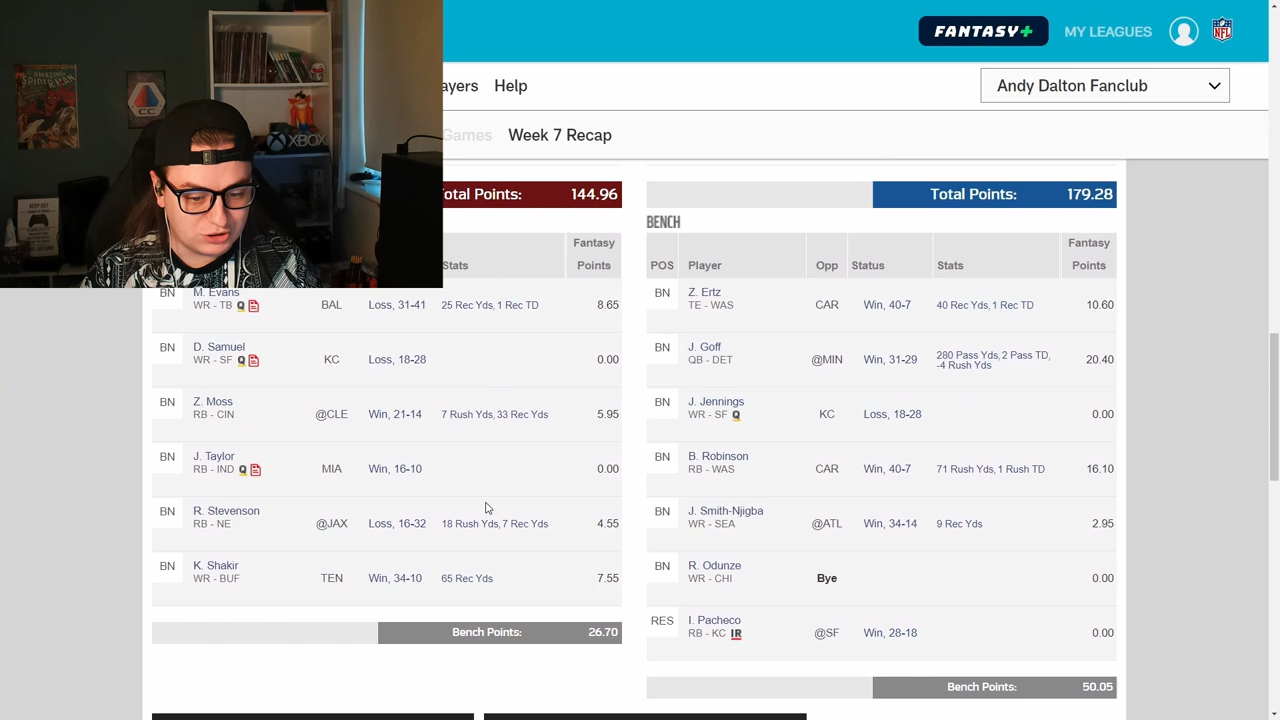 FANTASY+
MY LEAGUES
NFL
ayers Help
Andy Dalton Fanclub
Games Week 7 Recap
AMAZING
SPIDER-MAN
CC
XBOX
KEEP OUT
otal Points: 144.96
Stats Fantasy Points
M. Evans
WR - TB Q BAL Loss, 31-41 25 Rec Yds, 1 Rec TD 8.65
BN D. Samuel
WR - SF Q KC Loss, 18-28 0.00
BN Z. Moss
RB - CIN @CLE Win, 21-14 7 Rush Yds, 33 Rec Yds 5.95
BN J. Taylor
RB - IND Q MIA Win, 16-10 0.00
BN R. Stevenson
RB - NE @JAX Loss, 16-32 18 Rush Yds, 7 Rec Yds 4.55
BN K. Shakir
WR - BUF TEN Win, 34-10 65 Rec Yds 7.55
Bench Points: 26.70
Total Points: 179.28
BENCH
POS Player Opp Status Stats Fantasy Points
BN Z. Ertz
TE - WAS CAR Win, 40-7 40 Rec Yds, 1 Rec TD 10.60
BN J. Goff
QB - DET @MIN Win, 31-29 280 Pass Yds, 2 Pass TD, -4 Rush Yds 20.40
BN J. Jennings
WR - SF Q KC Loss, 18-28 0.00
BN B. Robinson
RB - WAS CAR Win, 40-7 71 Rush Yds, 1 Rush TD 16.10
BN J. Smith-Njigba
WR - SEA @ATL Win, 34-14 9 Rec Yds 2.95
BN R. Odunze
WR - CHI Bye 0.00
RES I. Pacheco
RB - KC IR @SF Win, 28-18 0.00
Bench Points: 50.05